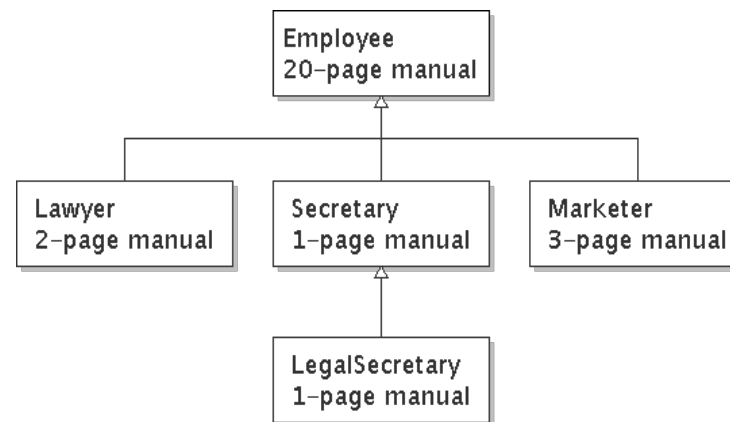 Employee
20-page manual
Lawyer
2-page manual
Secretary
1-page manual
Marketer
3-page manual
LegalSecretary
1-page manual